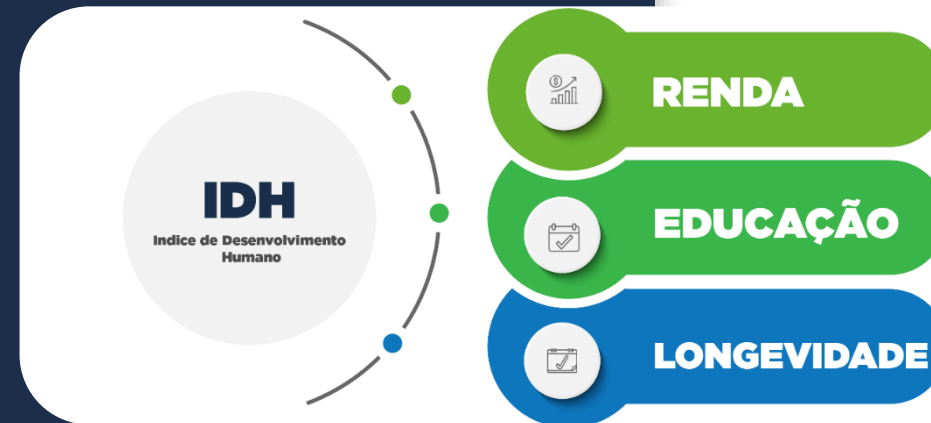 IDH
Indice de Desenvolvimento
Humano
RENDA
EDUCAÇÃO
LONGEVIDADE